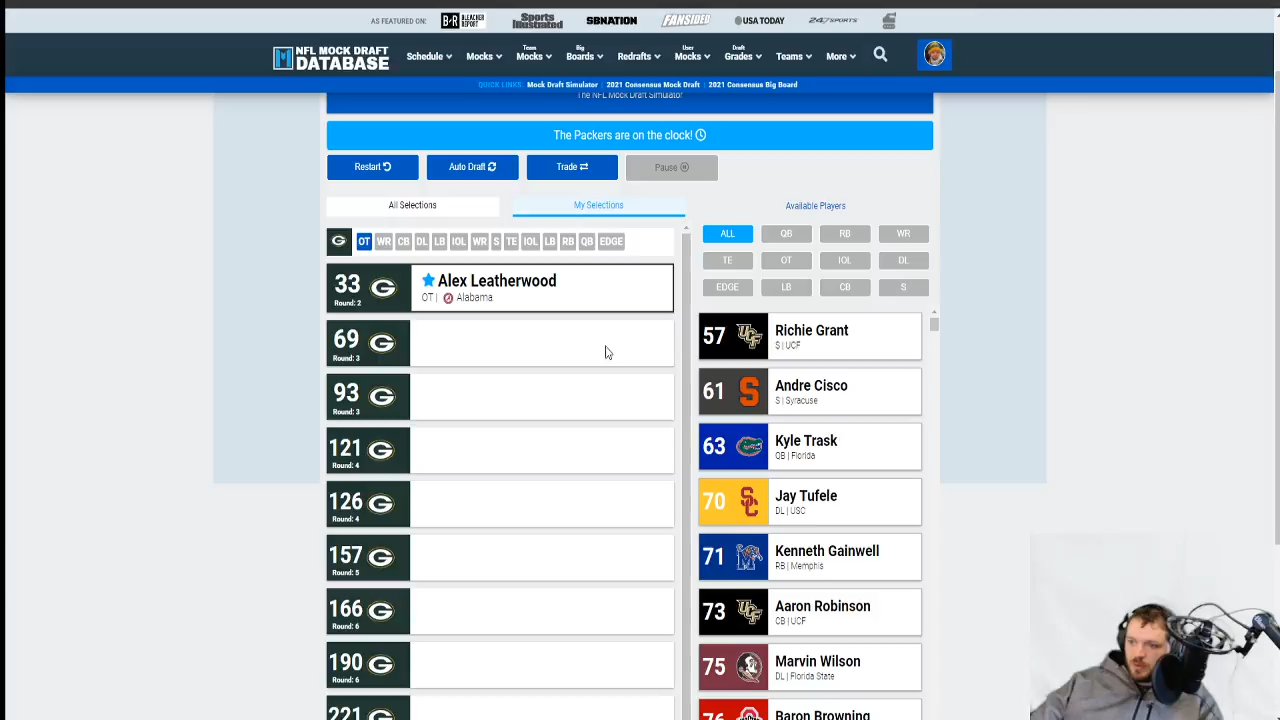 AS FEATURED ON: B·R BLEACHER REPORT Sports Illustrated SBNATION FANSIDED USA TODAY 247SPORTS
NFL MOCK DRAFT
DATABASE
Schedule Mocks Team Mocks Big Boards Redrafts User Mocks Draft Grades Teams More
QUICK LINKS: Mock Draft Simulator | 2021 Consensus Mock Draft | 2021 Consensus Big Board
The NFL Mock Draft Simulator
The Packers are on the clock!
Restart Auto Draft Trade Pause
All Selections My Selections Available Players
G OT WR CB DL LB IOL WR S TE IOL LB RB QB EDGE
ALL QB RB WR
TE OT IOL DL
EDGE LB CB S
33 G Alex Leatherwood
Round: 2 OT | Alabama
69 G
Round: 3
93 G
Round: 3
121 G
Round: 4
126 G
Round: 4
157 G
Round: 5
166 G
Round: 6
190 G
Round: 6
221 G
57 UCF Richie Grant
S | UCF
61 S Andre Cisco
S | Syracuse
63 Kyle Trask
QB | Florida
70 SC Jay Tufele
DL | USC
71 M Kenneth Gainwell
RB | Memphis
73 UCF Aaron Robinson
CB | UCF
75 Marvin Wilson
DL | Florida State
76 Baron Browning